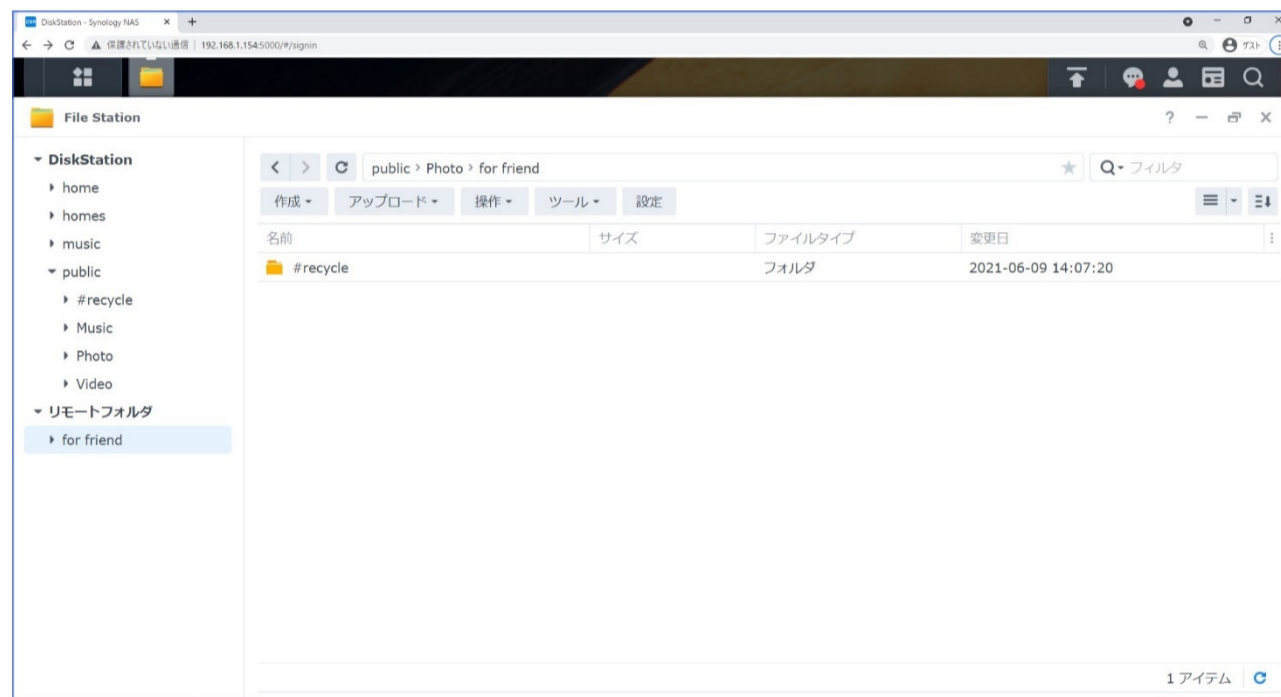 DiskStation - Synology NAS
保護されていない通信 | 192.168.1.154:5000/#/signin
ゲスト
File Station
DiskStation
home
homes
music
public
#recycle
Music
Photo
Video
リモートフォルダ
for friend
public > Photo > for friend
フィルタ
作成 アップロード 操作 ツール 設定
名前 サイズ ファイルタイプ 変更日
#recycle フォルダ 2021-06-09 14:07:20
1 アイテム